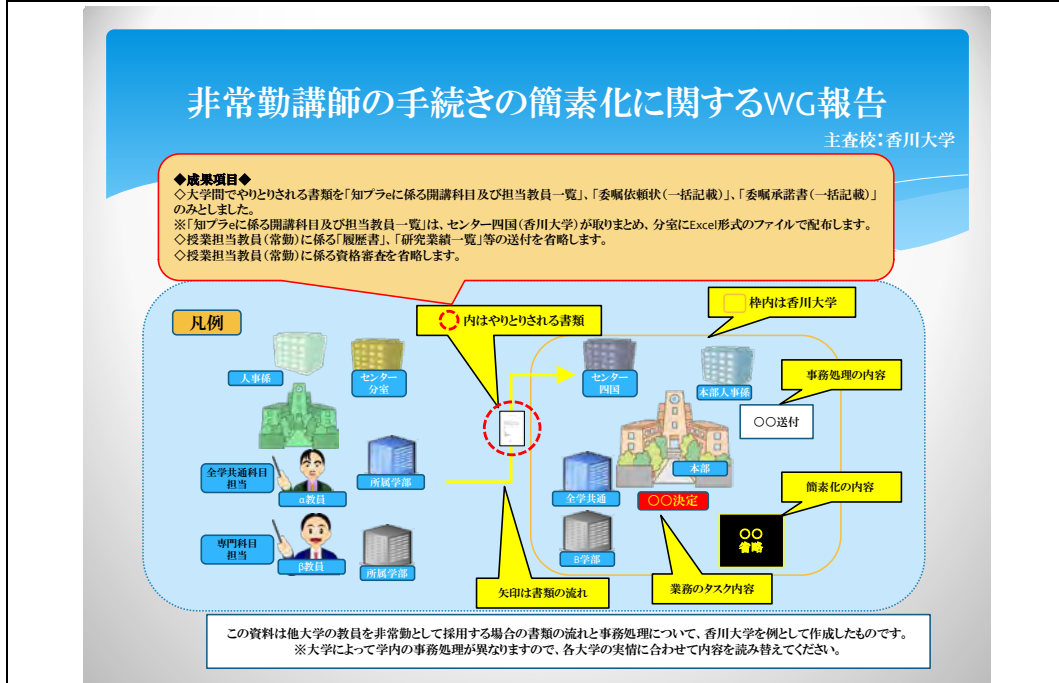 非常勤講師の手続きの簡素化に関するWG報告
主査校：香川大学
◆成果項目◆
◇大学間でやりとりされる書類を「知プラeに係る開講科目及び担当教員一覧」、「委嘱依頼状（一括記載）」、「委嘱承諾書（一括記載）」
のみとしました。
※「知プラeに係る開講科目及び担当教員一覧」は、センター四国（香川大学）が取りまとめ、分室にExcel形式のファイルで配布します。
◇授業担当教員（常勤）に係る「履歴書」、「研究業績一覧」等の送付を省略します。
◇授業担当教員（常勤）に係る資格審査を省略します。
凡例
内はやりとりされる書類
枠内は香川大学
人事係
センター
分室
センター
四国
本部人事係
事務処理の内容
〇〇送付
全学共通科目
担当
α教員
所属学部
本部
全学共通
〇〇決定
簡素化の内容
〇〇
省略
専門科目
担当
β教員
所属学部
B学部
矢印は書類の流れ
業務のタスク内容
この資料は他大学の教員を非常勤として採用する場合の書類の流れと事務処理について、香川大学を例として作成したものです。
※大学によって学内の事務処理が異なりますので、各大学の実情に合わせて内容を読み替えてください。